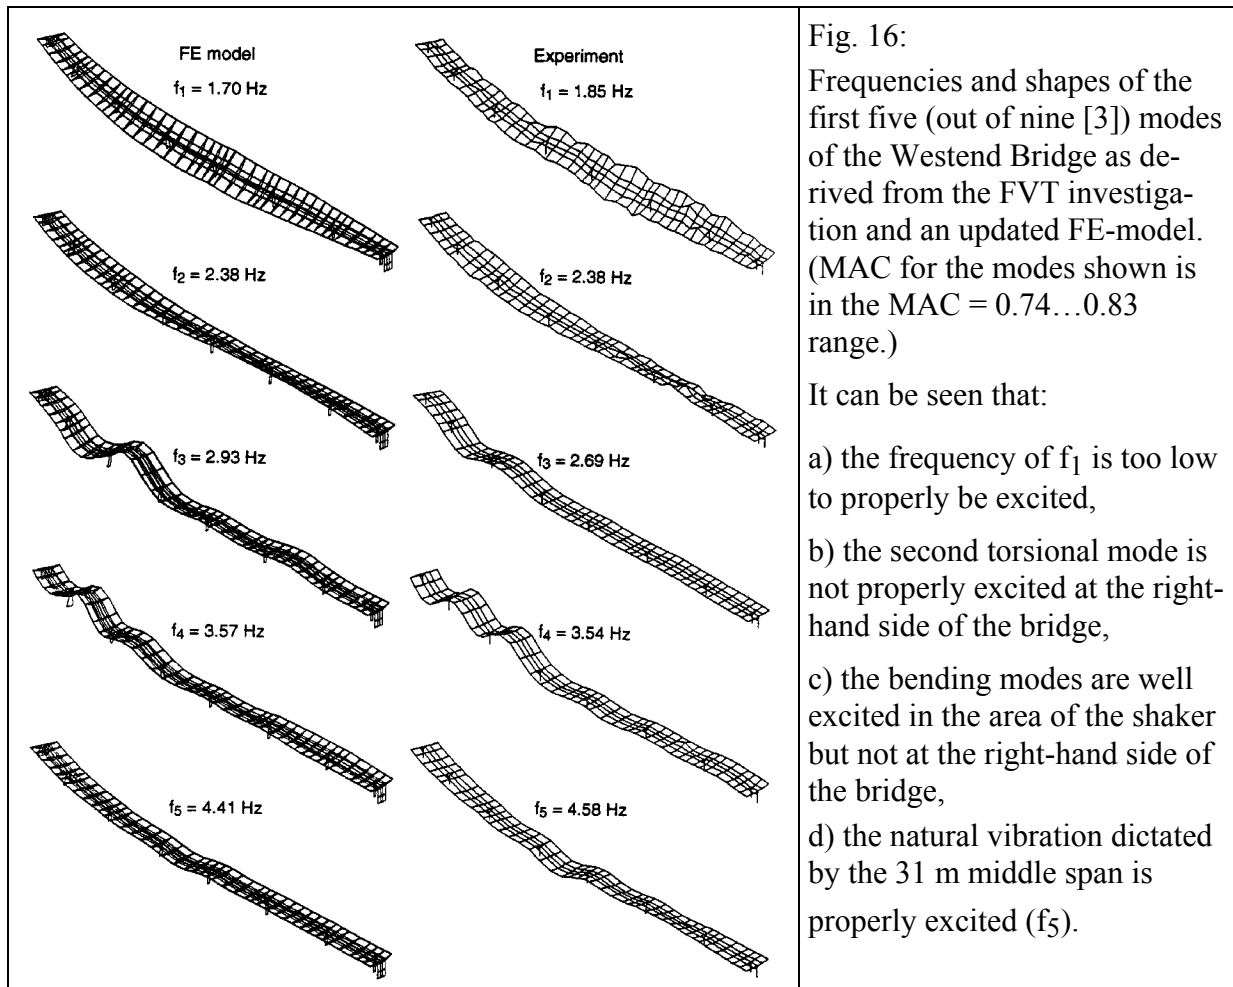 FE model
Experiment
f1 = 1.70 Hz
f1 = 1.85 Hz
f2 = 2.38 Hz
f2 = 2.38 Hz
f3 = 2.93 Hz
f3 = 2.69 Hz
f4 = 3.57 Hz
f4 = 3.54 Hz
f5 = 4.41 Hz
f5 = 4.58 Hz
Fig. 16:
Frequencies and shapes of the
first five (out of nine [3]) modes
of the Westend Bridge as de-
rived from the FVT investiga-
tion and an updated FE-model.
(MAC for the modes shown is
in the MAC = 0.74…0.83
range.)
It can be seen that:
a) the frequency of f1 is too low
to properly be excited,
b) the second torsional mode is
not properly excited at the right-
hand side of the bridge,
c) the bending modes are well
excited in the area of the shaker
but not at the right-hand side of
the bridge,
d) the natural vibration dictated
by the 31 m middle span is
properly excited (f5).